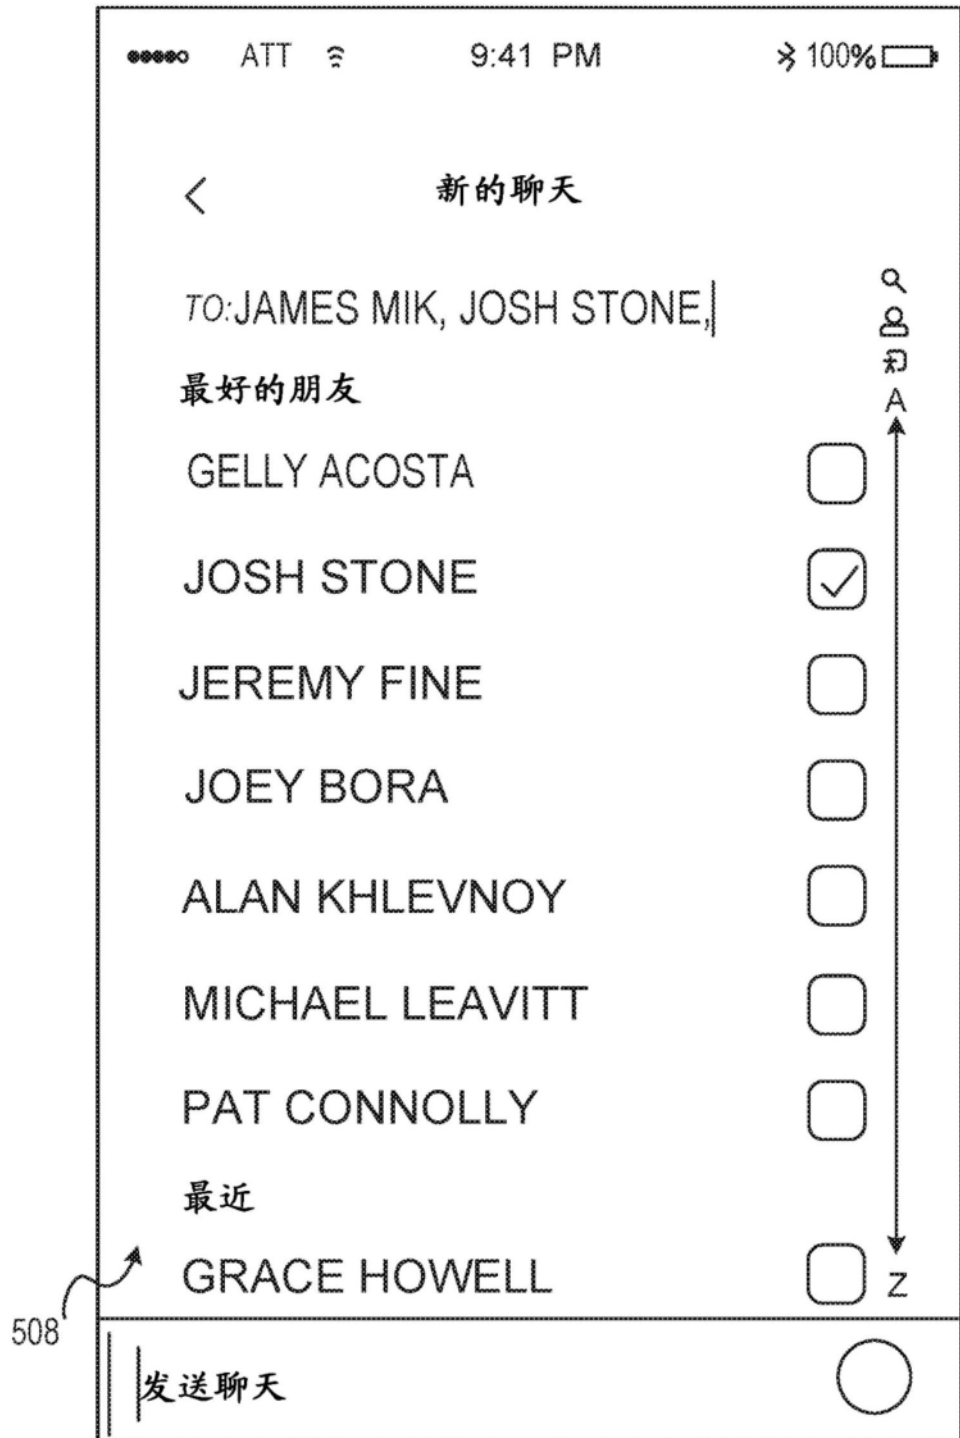 ATT 9:41 PM 100%
新的聊天
TO:JAMES MIK, JOSH STONE,
最好的朋友
A
GELLY ACOSTA
JOSH STONE
JEREMY FINE
JOEY BORA
ALAN KHLEVNOY
MICHAEL LEAVITT
PAT CONNOLLY
最近
GRACE HOWELL
Z
508
发送聊天